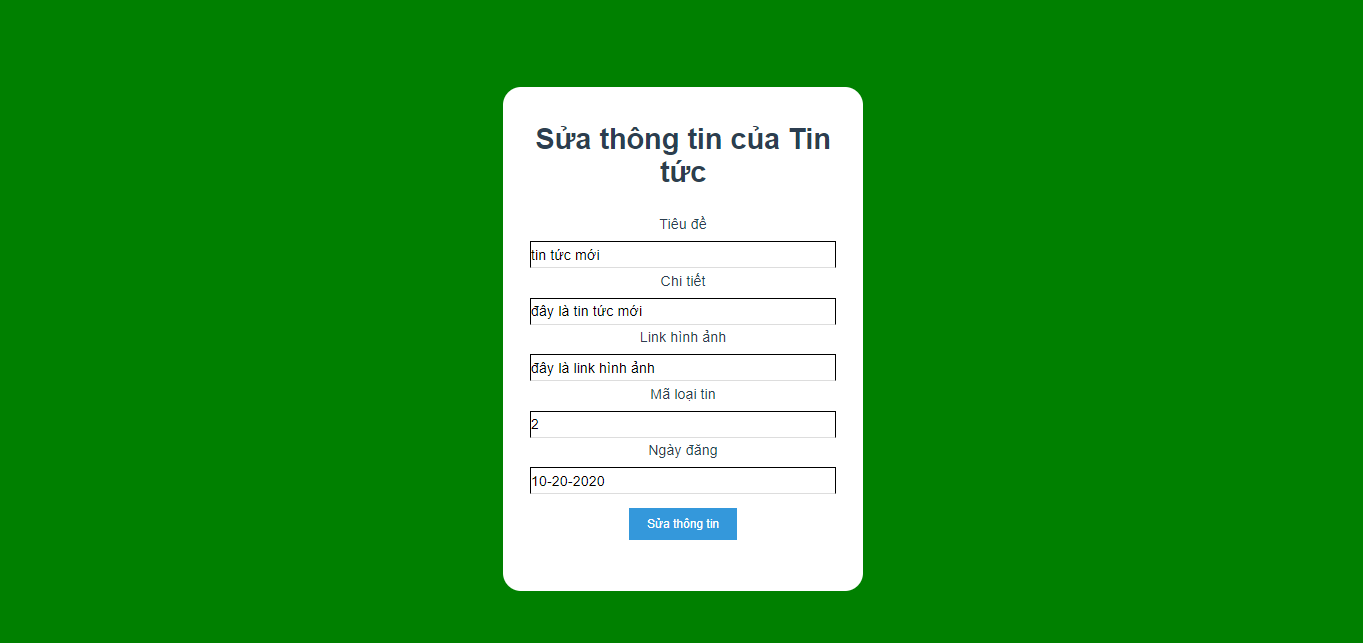 Sửa thông tin của Tin
tức
Tiêu đề
tin tức mới
Chi tiết
đây là tin tức mới
Link hình ảnh
đây là link hình ảnh
Mã loại tin
2
Ngày đăng
10-20-2020
Sửa thông tin